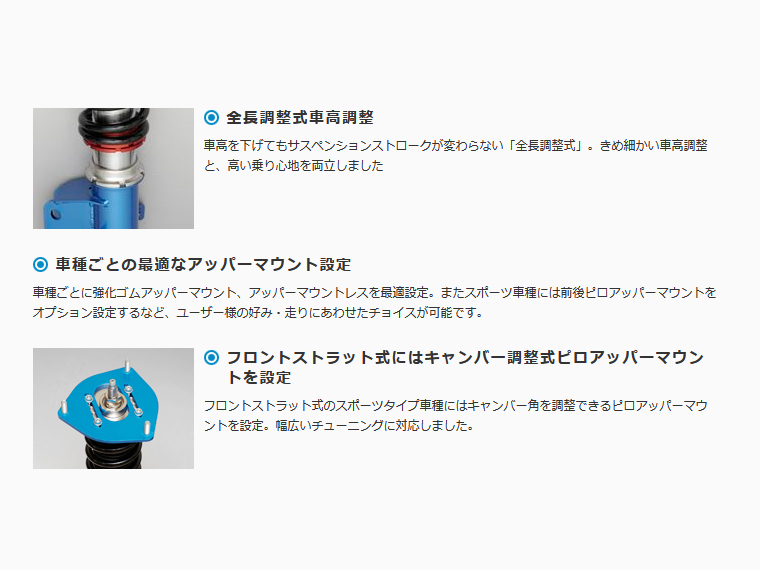 全長調整式車高調整
車高を下げてもサスペンションストロークが変わらない「全長調整式」。きめ細かい車高調整
と、高い乗り心地を両立しました
車種ごとの最適なアッパーマウント設定
車種ごとに強化ゴムアッパーマウント、アッパーマウントレスを最適設定。またスポーツ車種には前後ピロアッパーマウントを
オプション設定するなど、ユーザー様の好み・走りにあわせたチョイスが可能です。
フロントストラット式にはキャンバー調整式ピロアッパーマウン
トを設定
フロントストラット式のスポーツタイプ車種にはキャンバー角を調整できるピロアッパーマウ
ントを設定。幅広いチューニングに対応しました。